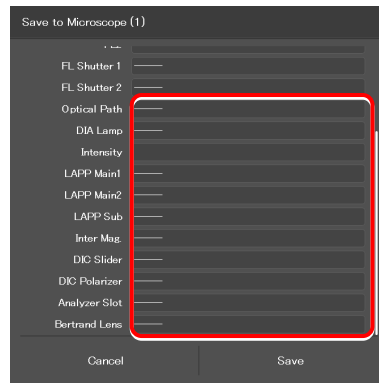 Save to Microscope (1)
FL Shutter 1
FL Shutter 2
Optical Path
DIA Lamp
Intensity
LAPP Main1
LAPP Main2
LAPP Sub
Inter Mag.
DIC Slider
DIC Polarizer
Analyzer Slot
Bertrand Lens
Cancel
Save